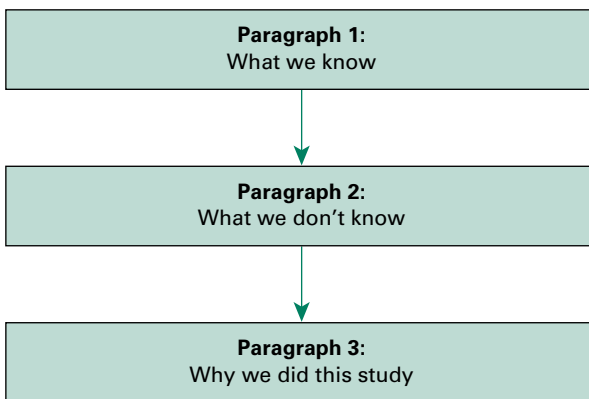 Paragraph 1:
What we know
Paragraph 2:
What we don’t know
Paragraph 3:
Why we did this study